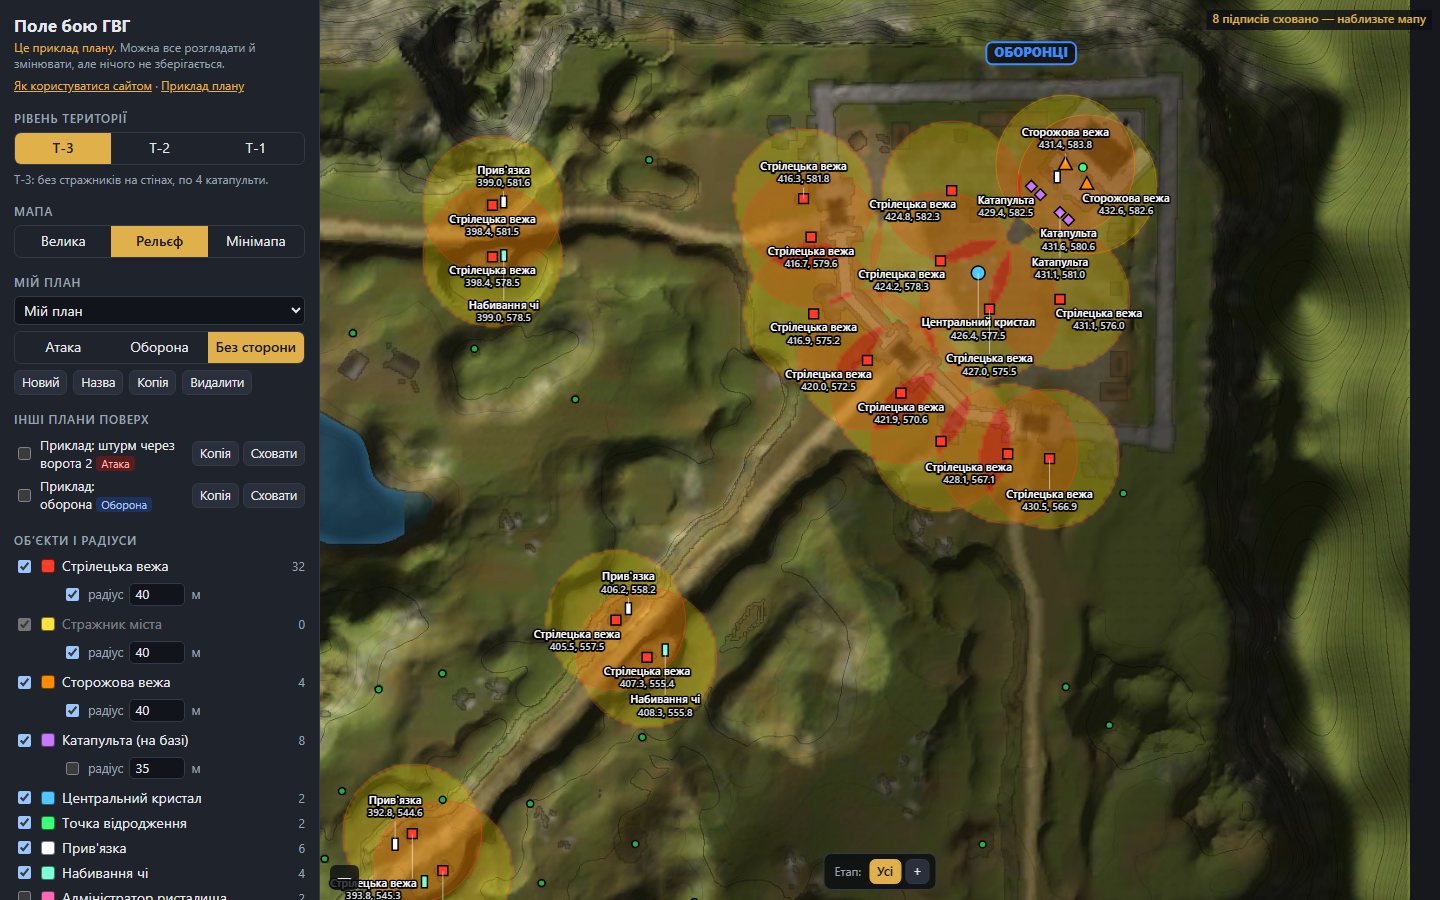 Поле бою ГВГ
Це приклад плану. Можна все розглядати й
змінювати, але нічого не зберігається.
Як користуватися сайтом · Приклад плану
РІВЕНЬ ТЕРИТОРІЇ
Т-3
Т-2
Т-1
Т-3: без стражників на стінах, по 4 катапульти.
МАПА
Велика
Рельєф
Мінімапа
МІЙ ПЛАН
Мій план
Атака
Оборона
Без сторони
Новий
Назва
Копія
Видалити
ІНШІ ПЛАНИ ПОВЕРХ
Приклад: штурм через
ворота 2 Атака
Копія
Сховати
Приклад:
оборона Оборона
Копія
Сховати
ОБ'ЄКТИ І РАДІУСИ
Стрілецька вежа 32
радіус 40 м
Стражник міста 0
радіус 40 м
Сторожова вежа 4
радіус 40 м
Катапульта (на базі) 8
радіус 35 м
Центральний кристал 2
Точка відродження 2
Прив'язка 6
Набивання чі 4
Адміністратор ристалища 2
8 підписів сховано — наблизьте мапу
ОБОРОНЦІ
Сторожова вежа
431.4, 583.8
Прив'язка
399.0, 581.6
Стрілецька вежа
416.3, 581.8
Стрілецька вежа
424.8, 582.3
Катапульта
429.4, 582.5
Сторожова вежа
432.6, 582.6
Стрілецька вежа
398.4, 581.5
Катапульта
431.6, 580.6
Стрілецька вежа
416.7, 579.6
Катапульта
431.1, 581.0
Стрілецька вежа
398.4, 578.5
Стрілецька вежа
424.2, 578.3
Набивання чі
399.0, 578.5
Стрілецька вежа
431.1, 576.0
Центральний кристал
426.4, 577.5
Стрілецька вежа
416.9, 575.2
Стрілецька вежа
427.0, 575.5
Стрілецька вежа
420.0, 572.5
Стрілецька вежа
421.9, 570.6
Стрілецька вежа
428.1, 567.1
Стрілецька вежа
430.5, 566.9
Прив'язка
406.2, 558.2
Стрілецька вежа
405.5, 557.5
Стрілецька вежа
407.3, 555.4
Набивання чі
408.3, 555.8
Прив'язка
392.8, 544.6
Стрілецька вежа
393.8, 545.3
Етап:
Усі
+